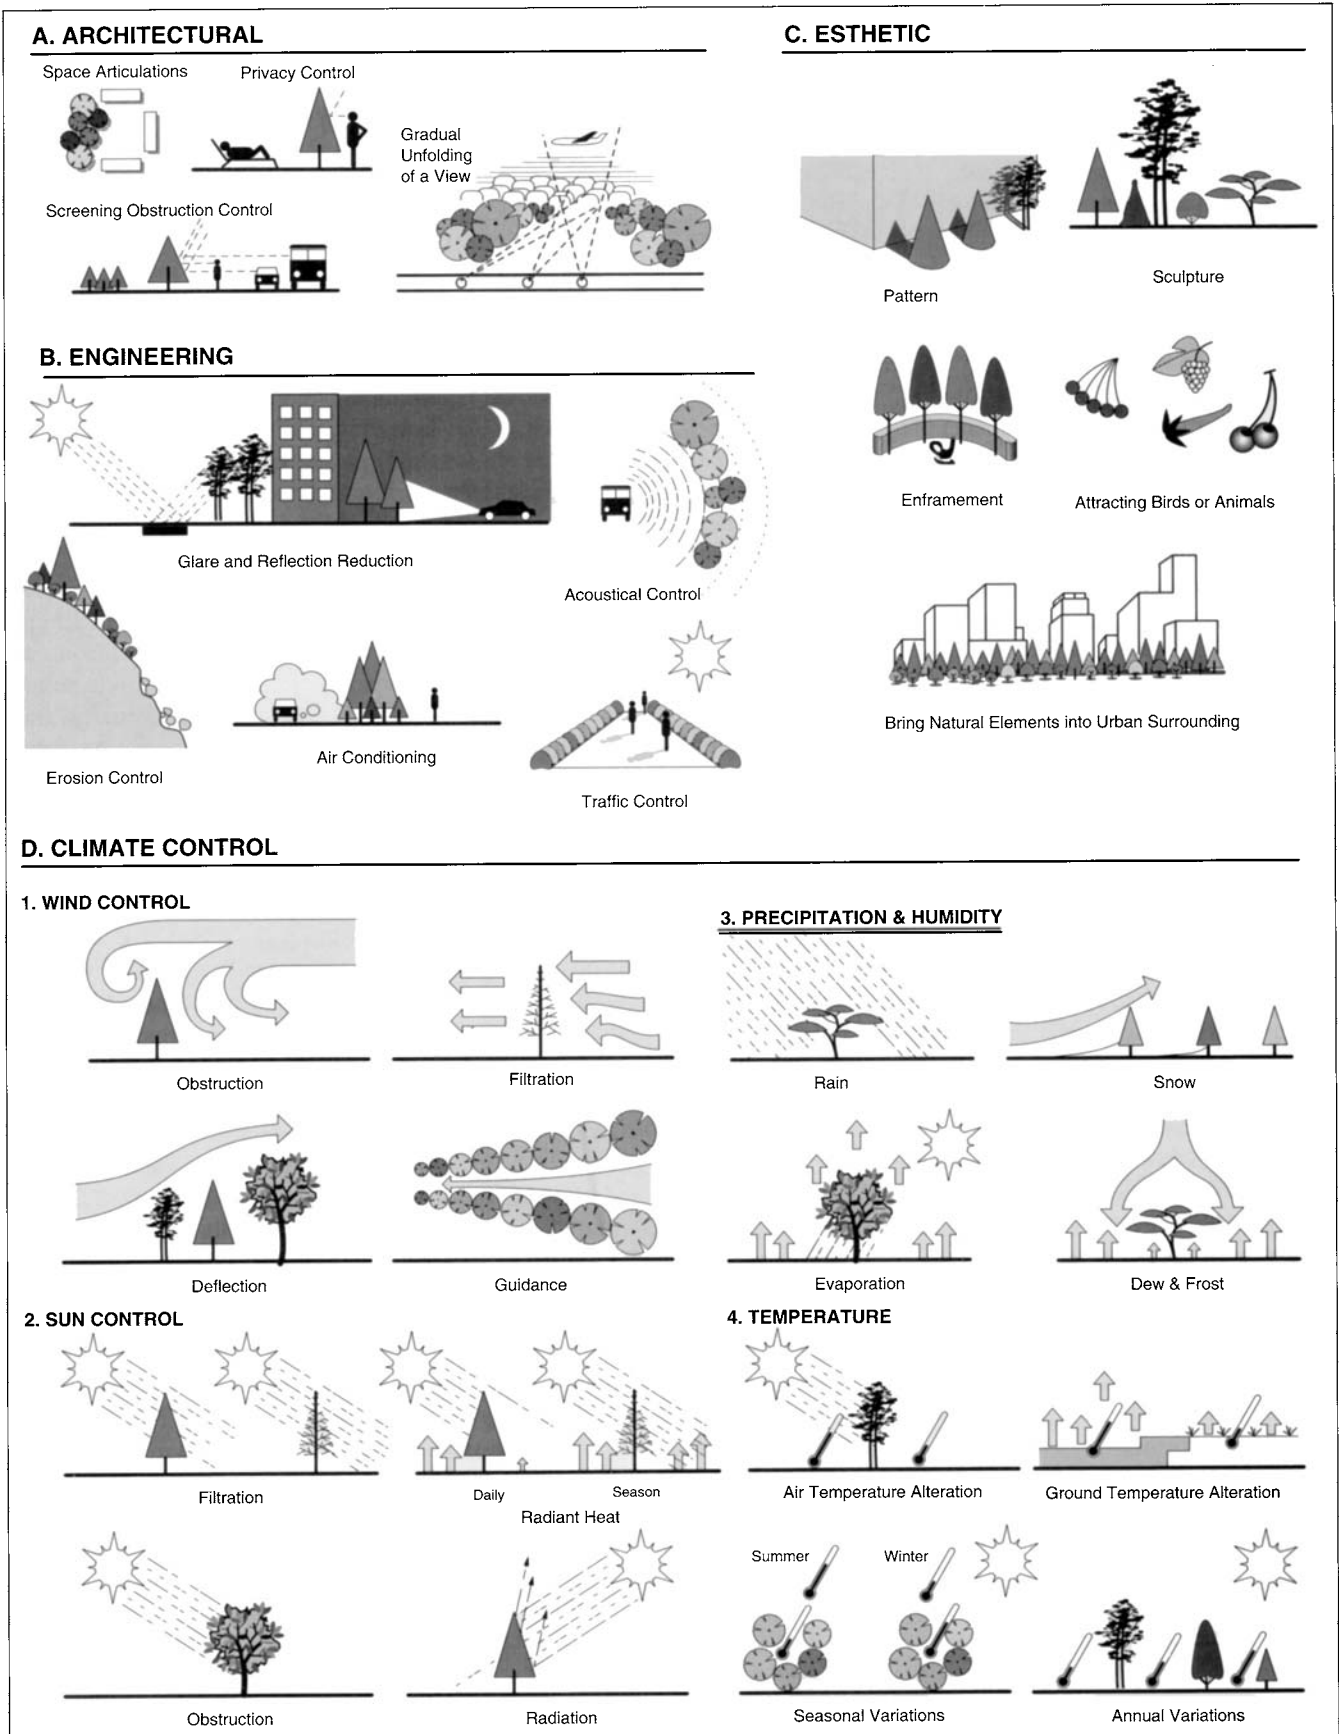 A. ARCHITECTURAL
Space Articulations
Privacy Control
Gradual
Unfolding
of a View
Screening Obstruction Control
B. ENGINEERING
Glare and Reflection Reduction
Acoustical Control
Erosion Control
Air Conditioning
Traffic Control
C. ESTHETIC
Pattern
Sculpture
Enframement
Attracting Birds or Animals
Bring Natural Elements into Urban Surrounding
D. CLIMATE CONTROL
1. WIND CONTROL
Obstruction
Filtration
Deflection
Guidance
2. SUN CONTROL
Filtration
Daily
Season
Radiant Heat
Obstruction
Radiation
3. PRECIPITATION & HUMIDITY
Rain
Snow
Evaporation
Dew & Frost
4. TEMPERATURE
Air Temperature Alteration
Ground Temperature Alteration
Summer
Winter
Seasonal Variations
Annual Variations